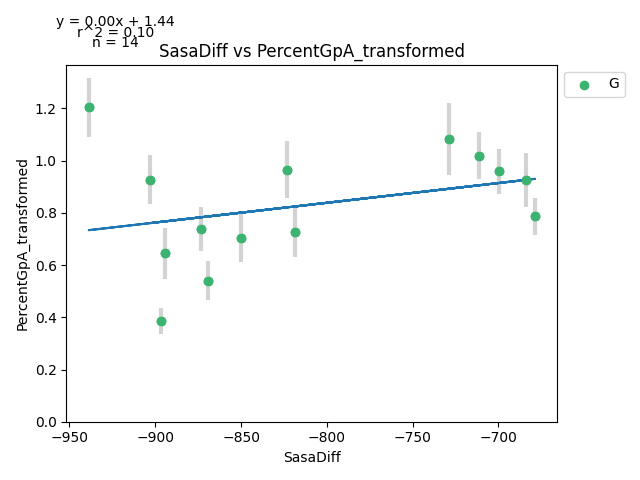 y = 0.00x + 1.44
r^2 = 0.10
n = 14
SasaDiff vs PercentGpA_transformed
G
PercentGpA_transformed
1.2
1.0
0.8
0.6
0.4
0.2
0.0
−950 −900 −850 −800 −750 −700
SasaDiff